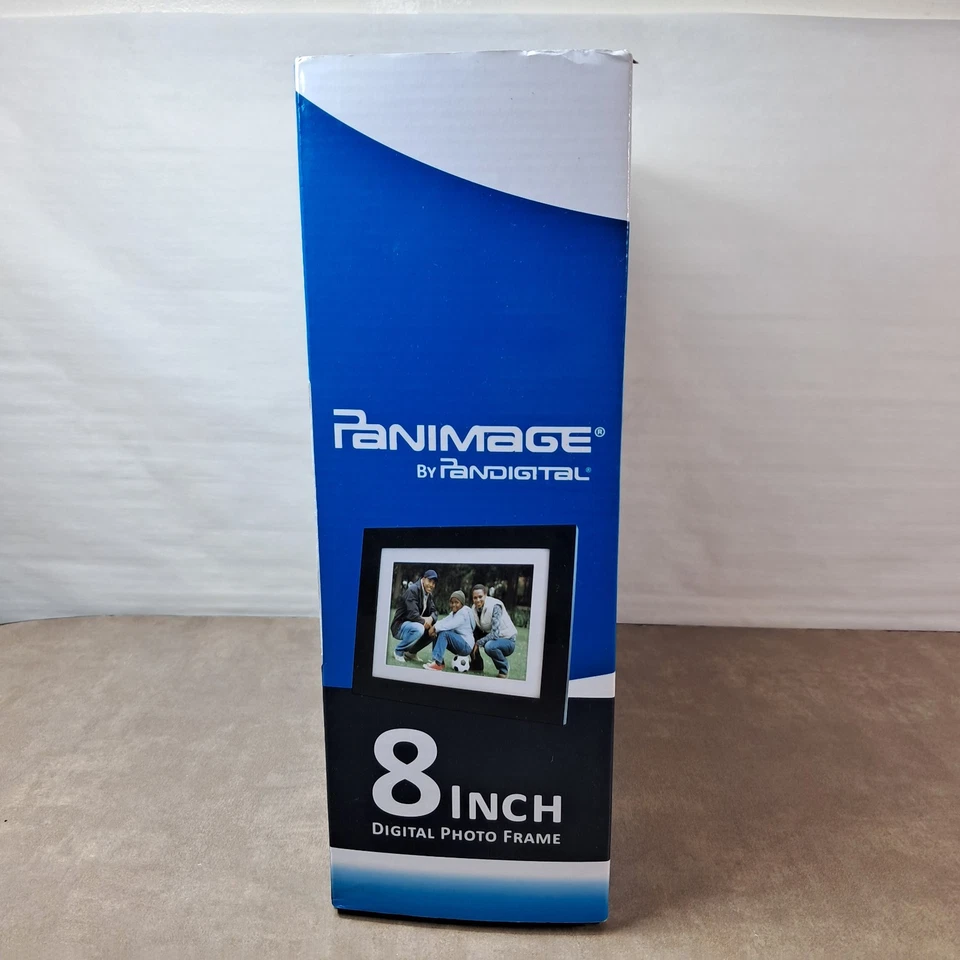 PANIMAGE®
BY PANDIGITAL®
8 INCH
DIGITAL PHOTO FRAME